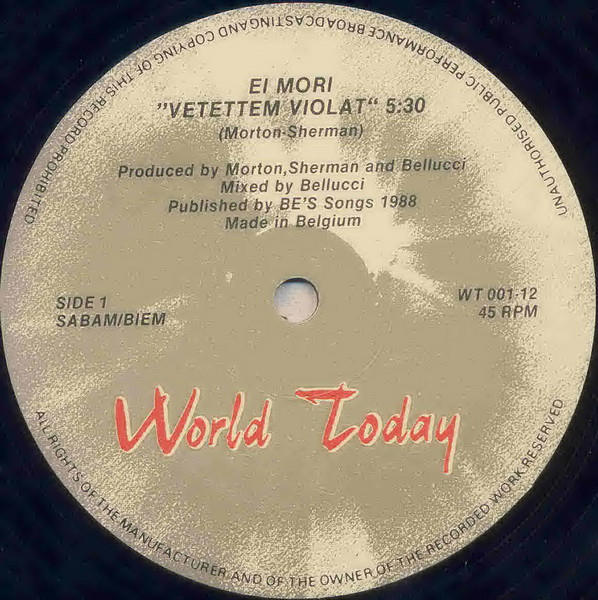 EI MORI
"VETETTEM VIOLAT" 5:30
(Morton-Sherman)
Produced by Morton,Sherman and Bellucci
Mixed by Bellucci
Published by BE'S Songs 1988
Made in Belgium
SIDE 1
SABAM/BIEM
WT 001-12
45 RPM
World Today
ALL RIGHTS OF THE MANUFACTURER AND OF THE OWNER OF THE RECORDED WORK RESERVED
UNAUTHORISED PUBLIC PERFORMANCE BROADCASTINGAND COPYING OF THIS RECORD PROHIBITED